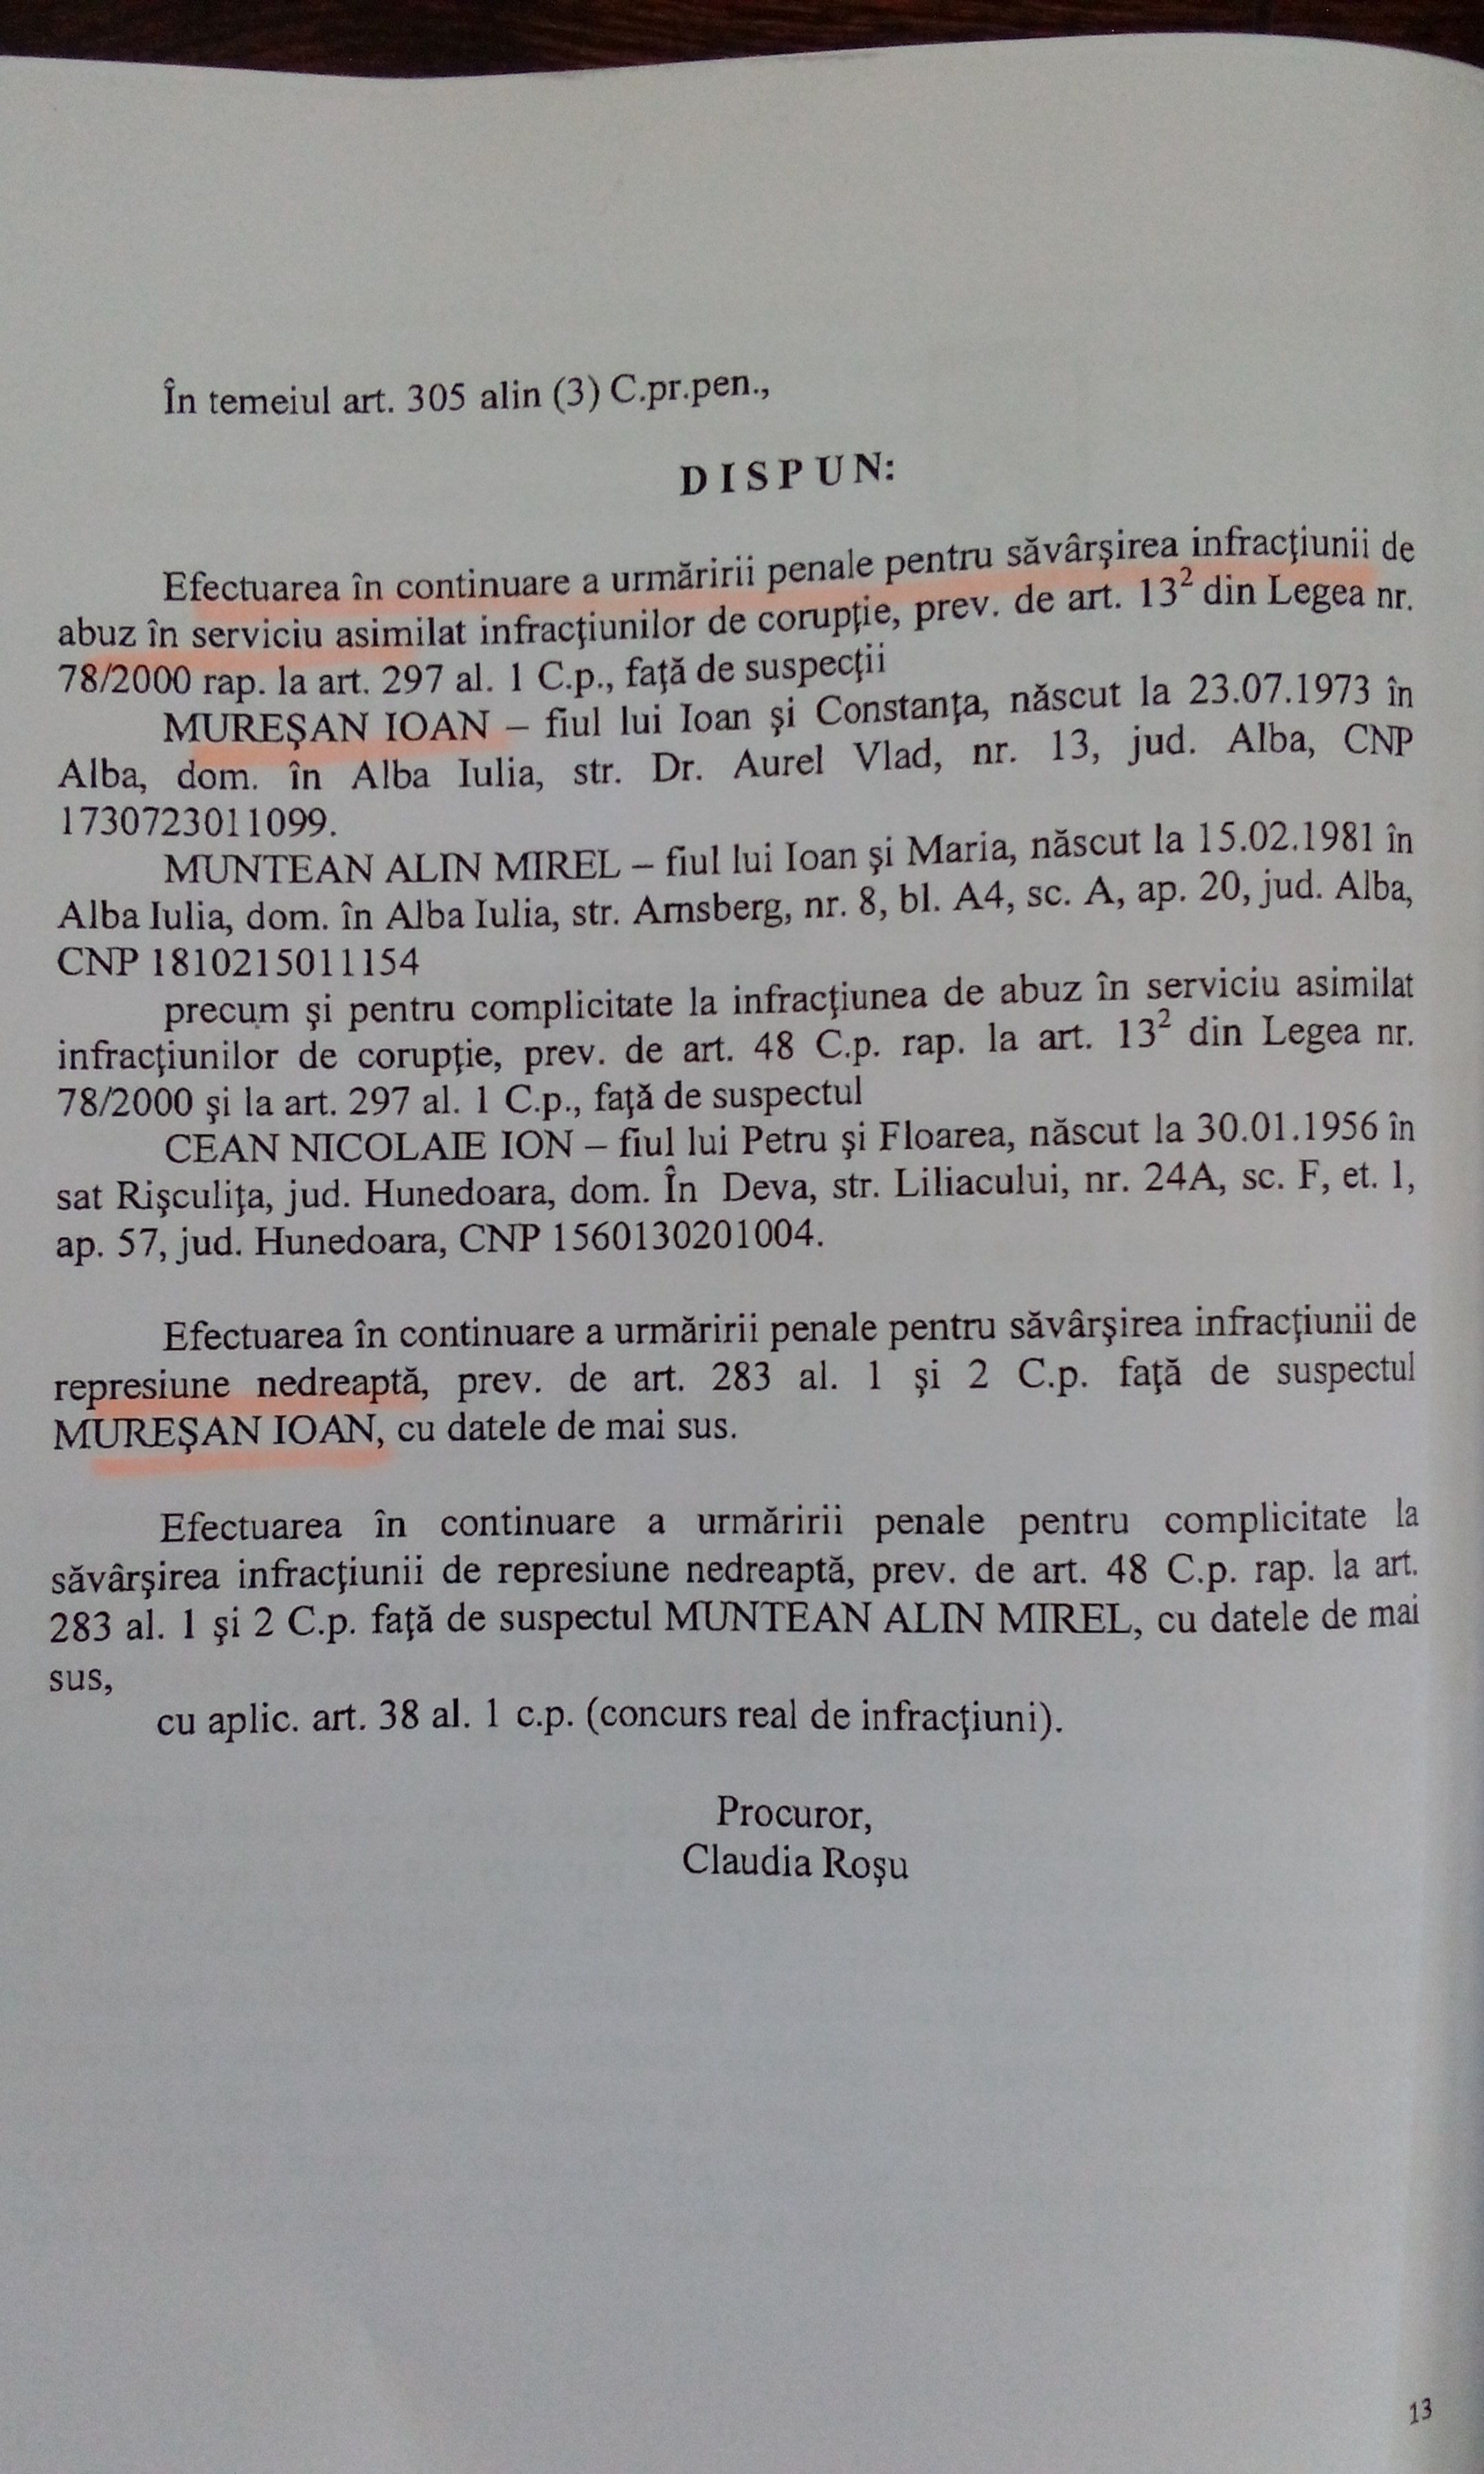 În temeiul art. 305 alin (3) C.pr.pen.,
D I S P U N:
Efectuarea în continuare a urmăririi penale pentru săvârşirea infracţiunii de
abuz în serviciu asimilat infracţiunilor de corupţie, prev. de art. 13² din Legea nr.
78/2000 rap. la art. 297 al. 1 C.p., faţă de suspecţii
MUREŞAN IOAN – fiul lui Ioan şi Constanţa, născut la 23.07.1973 în
Alba, dom. în Alba Iulia, str. Dr. Aurel Vlad, nr. 13, jud. Alba, CNP
1730723011099.
MUNTEAN ALIN MIREL – fiul lui Ioan şi Maria, născut la 15.02.1981 în
Alba Iulia, dom. în Alba Iulia, str. Arnsberg, nr. 8, bl. A4, sc. A, ap. 20, jud. Alba,
CNP 1810215011154
precum şi pentru complicitate la infracţiunea de abuz în serviciu asimilat
infracţiunilor de corupţie, prev. de art. 48 C.p. rap. la art. 13² din Legea nr.
78/2000 şi la art. 297 al. 1 C.p., faţă de suspectul
CEAN NICOLAIE ION – fiul lui Petru şi Floarea, născut la 30.01.1956 în
sat Rişculiţa, jud. Hunedoara, dom. În Deva, str. Liliacului, nr. 24A, sc. F, et. 1,
ap. 57, jud. Hunedoara, CNP 1560130201004.
Efectuarea în continuare a urmăririi penale pentru săvârşirea infracţiunii de
represiune nedreaptă, prev. de art. 283 al. 1 şi 2 C.p. faţă de suspectul
MUREŞAN IOAN, cu datele de mai sus.
Efectuarea în continuare a urmăririi penale pentru complicitate la
săvârşirea infracţiunii de represiune nedreaptă, prev. de art. 48 C.p. rap. la art.
283 al. 1 şi 2 C.p. faţă de suspectul MUNTEAN ALIN MIREL, cu datele de mai
sus,
cu aplic. art. 38 al. 1 c.p. (concurs real de infracţiuni).
Procuror,
Claudia Roşu
13